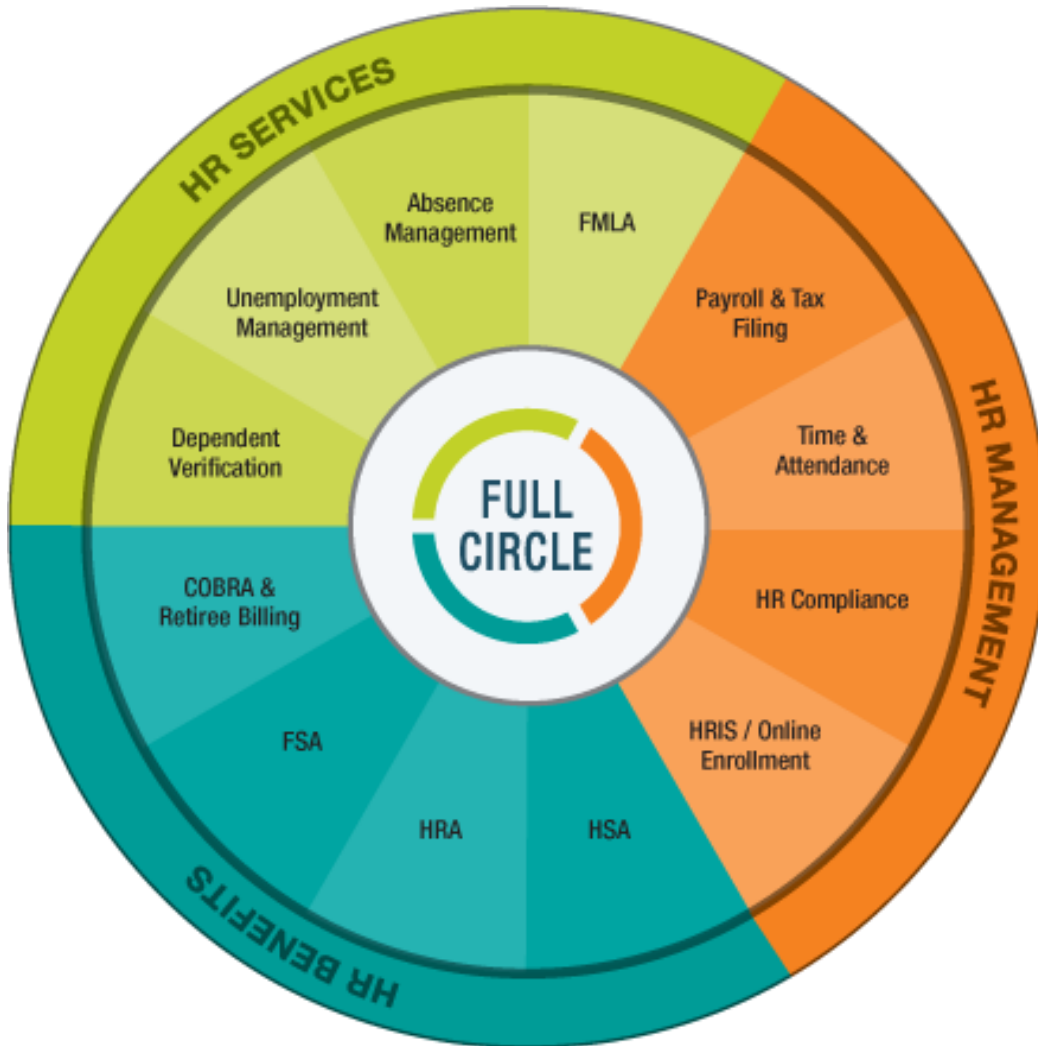 HR SERVICES
Absence
Management
FMLA
Unemployment
Management
Dependent
Verification
HR MANAGEMENT
Payroll & Tax
Filing
Time &
Attendance
HR Compliance
HRIS / Online
Enrollment
FULL
CIRCLE
HR BENEFITS
COBRA &
Retiree Billing
FSA
HRA
HSA